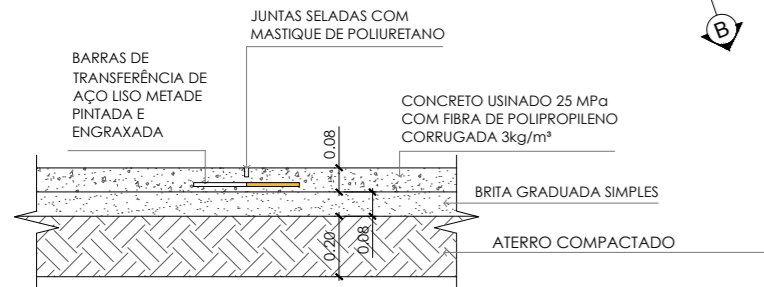 JUNTAS SELADAS COM
MASTIQUE DE POLIURETANO
B
BARRAS DE
TRANSFERÊNCIA DE
AÇO LISO METADE
PINTADA E
ENGRAXADA
CONCRETO USINADO 25 MPa
COM FIBRA DE POLIPROPILENO
CORRUGADA 3kg/m³
0.08
BRITA GRADUADA SIMPLES
0.20
0.08
ATERRO COMPACTADO